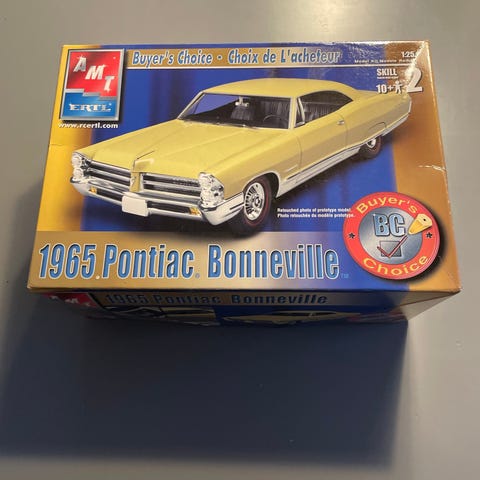 AMT
ERTL
www.rcertl.com
Buyer's Choice • Choix de L'acheteur
1:25
SKILL 2
10+
Retouched photo of prototype model.
Photo retouchée du modèle prototype.
Buyer's
BC
Choice
1965 Pontiac® Bonneville™
1965 Pontiac Bonneville